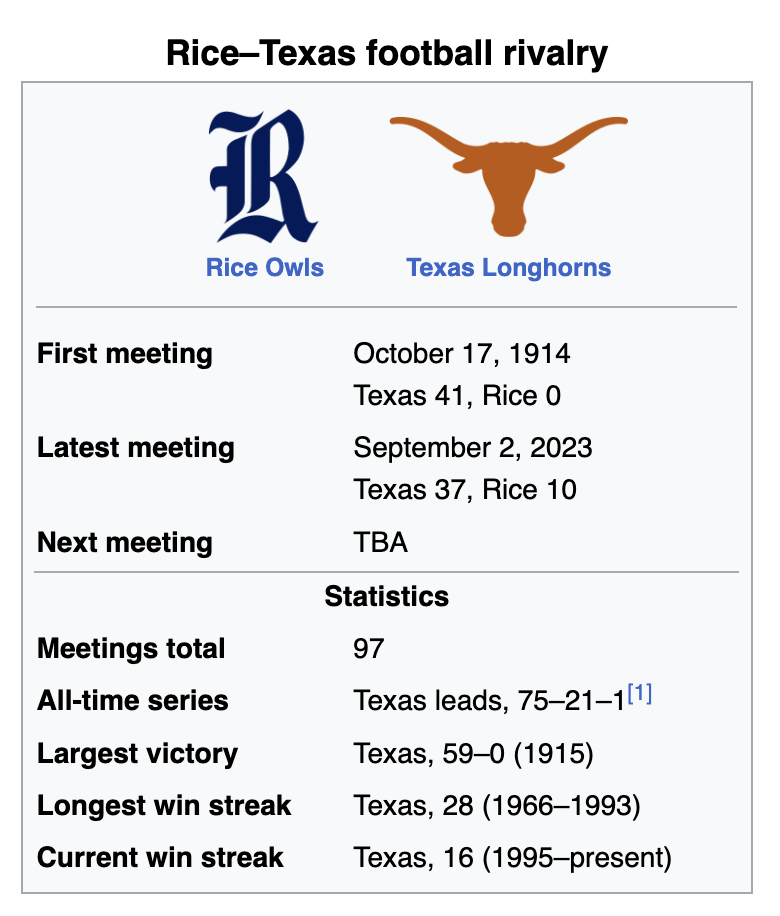 Rice–Texas football rivalry
R
Rice Owls Texas Longhorns
First meeting October 17, 1914
Texas 41, Rice 0
Latest meeting September 2, 2023
Texas 37, Rice 10
Next meeting TBA
Statistics
Meetings total 97
All-time series Texas leads, 75–21–1[1]
Largest victory Texas, 59–0 (1915)
Longest win streak Texas, 28 (1966–1993)
Current win streak Texas, 16 (1995–present)